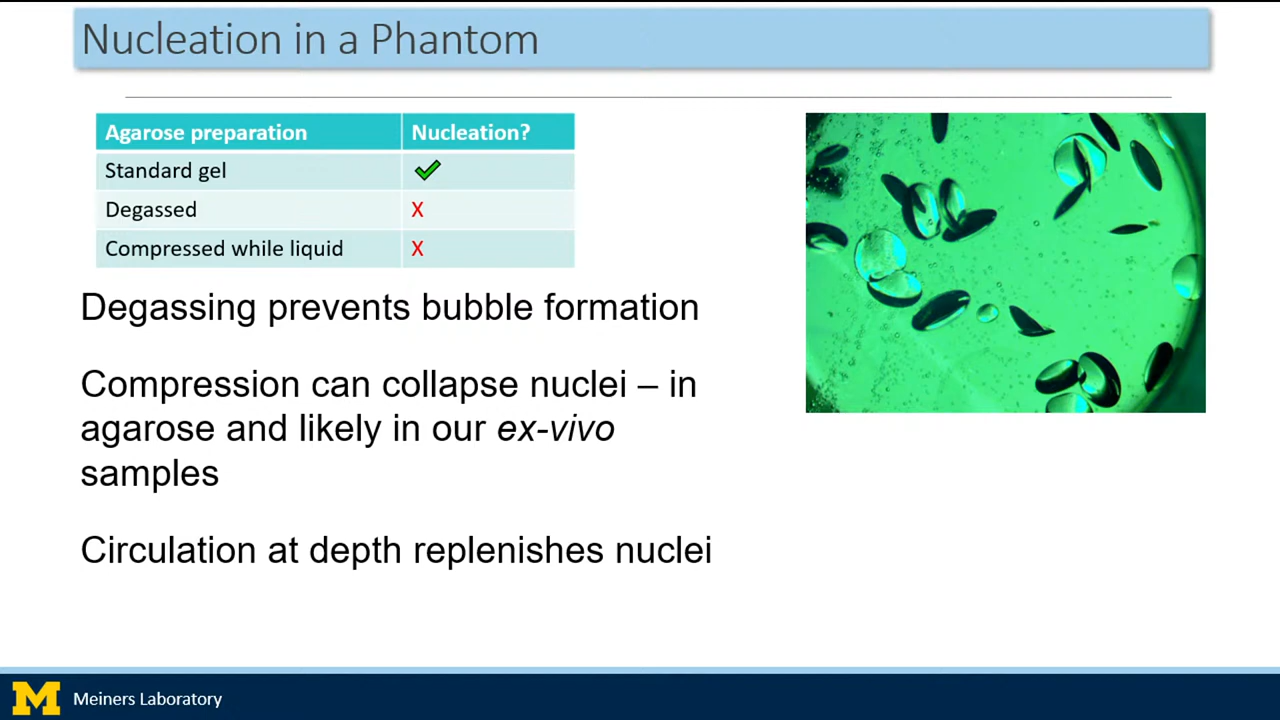 Nucleation in a Phantom
Agarose preparation Nucleation?
Standard gel ✓
Degassed X
Compressed while liquid X
Degassing prevents bubble formation
Compression can collapse nuclei – in
agarose and likely in our ex-vivo
samples
Circulation at depth replenishes nuclei
M Meiners Laboratory